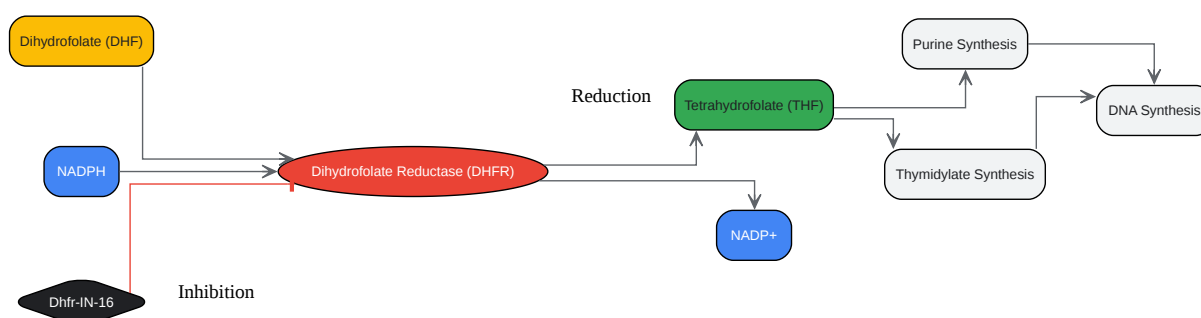 Dihydrofolate (DHF)
Purine Synthesis
Reduction
Tetrahydrofolate (THF)
DNA Synthesis
NADPH
Dihydrofolate Reductase (DHFR)
Thymidylate Synthesis
NADP+
Dhfr-IN-16
Inhibition